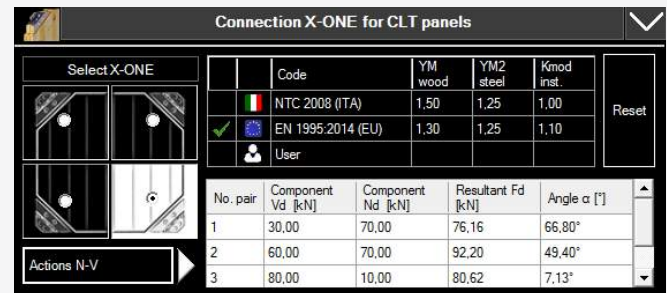 Connection X-ONE for CLT panels
Select X-ONE
Code YM wood YM2 steel Kmod inst.
NTC 2008 (ITA) 1,50 1,25 1,00
EN 1995:2014 (EU) 1,30 1,25 1,10
User
Reset
No. pair Component Vd [kN] Component Nd [kN] Resultant Fd [kN] Angle α [°]
1 30,00 70,00 76,16 66,80°
2 60,00 70,00 92,20 49,40°
3 80,00 10,00 80,62 7,13°
Actions N-V